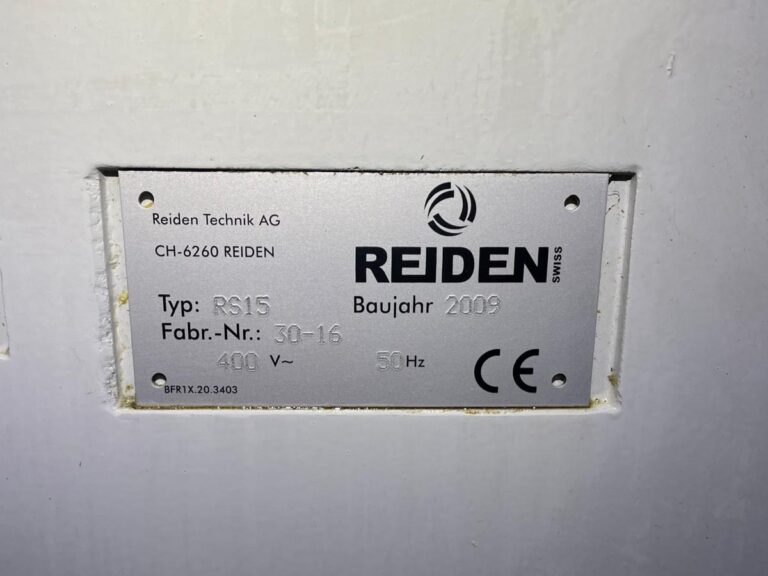 Reiden Technik AG
CH-6260 REIDEN
REIDEN SWISS
Typ: RS15
Baujahr 2009
Fabr.-Nr.: 30-16
400 V~ 50 Hz
CE
BFR1X.20.3403